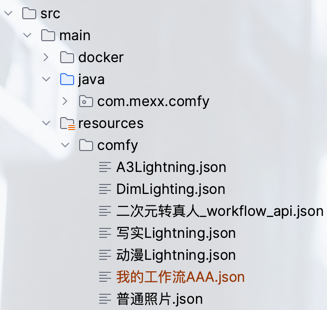 src
main
docker
java
com.mexx.comfy
resources
comfy
A3Lightning.json
DimLighting.json
二次元转真人_workflow_api.json
写实Lightning.json
动漫Lightning.json
我的工作流AAA.json
普通照片.json